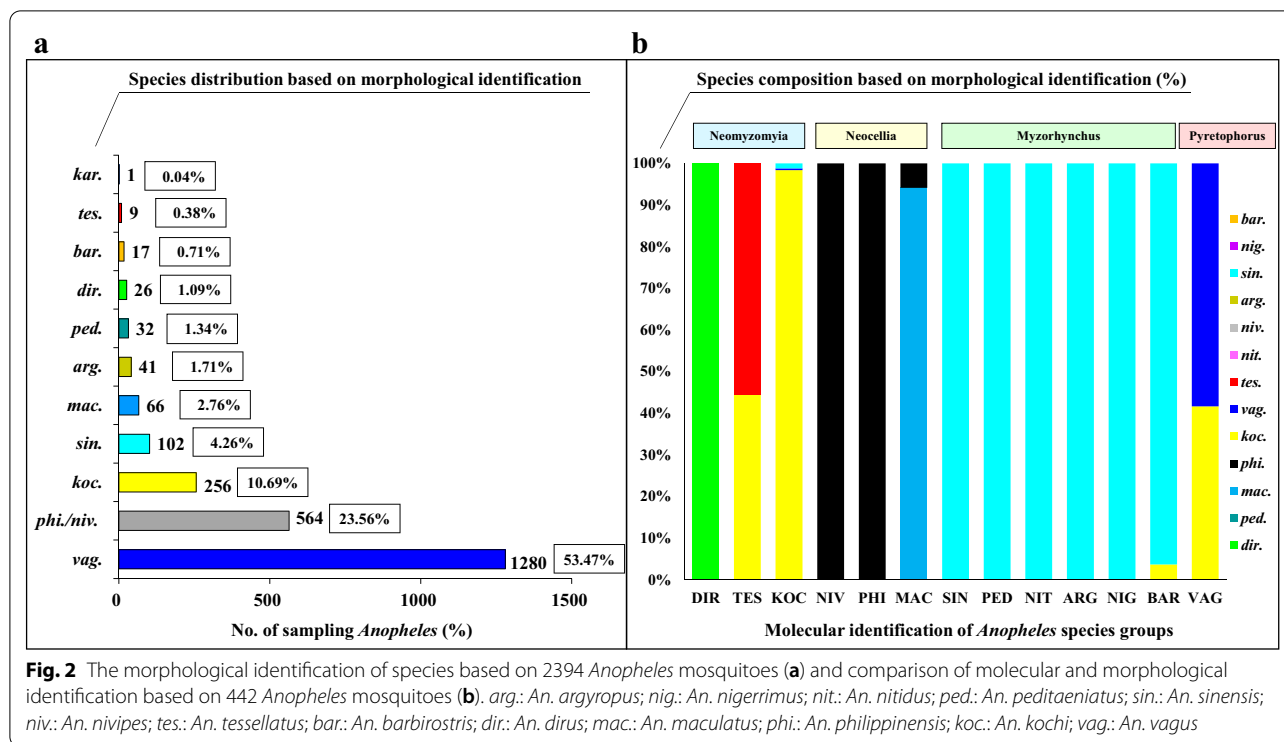 a
Species distribution based on morphological identification
kar. 1 0.04%
tes. 9 0.38%
bar. 17 0.71%
dir. 26 1.09%
ped. 32 1.34%
arg. 41 1.71%
mac. 66 2.76%
sin. 102 4.26%
koc. 256 10.69%
phi./niv. 564 23.56%
vag. 1280 53.47%
0 500 1000 1500
No. of sampling Anopheles (%)
b
Species composition based on morphological identification (%)
Neomyzomyia Neocellia Myzorhynchus Pyretophorus
100%
90%
80%
70%
60%
50%
40%
30%
20%
10%
0%
DIR TES KOC NIV PHI MAC SIN PED NIT ARG NIG BAR VAG
Molecular identification of Anopheles species groups
bar.
nig.
sin.
arg.
niv.
nit.
tes.
vag.
koc.
phi.
mac.
ped.
dir.
Fig. 2 The morphological identification of species based on 2394 Anopheles mosquitoes (a) and comparison of molecular and morphological
identification based on 442 Anopheles mosquitoes (b). arg.: An. argyropus; nig.: An. nigerrimus; nit.: An. nitidus; ped.: An. peditaeniatus; sin.: An. sinensis;
niv.: An. nivipes; tes.: An. tessellatus; bar.: An. barbirostris; dir.: An. dirus; mac.: An. maculatus; phi.: An. philippinensis; koc.: An. kochi; vag.: An. vagus